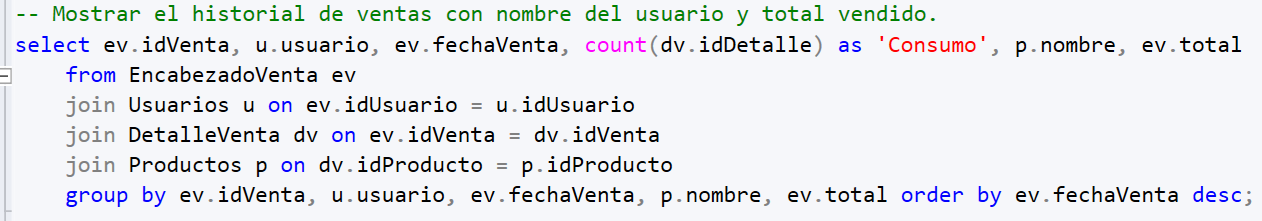 -- Mostrar el historial de ventas con nombre del usuario y total vendido.
select ev.idVenta, u.usuario, ev.fechaVenta, count(dv.idDetalle) as 'Consumo', p.nombre, ev.total
from EncabezadoVenta ev
join Usuarios u on ev.idUsuario = u.idUsuario
join DetalleVenta dv on ev.idVenta = dv.idVenta
join Productos p on dv.idProducto = p.idProducto
group by ev.idVenta, u.usuario, ev.fechaVenta, p.nombre, ev.total order by ev.fechaVenta desc;